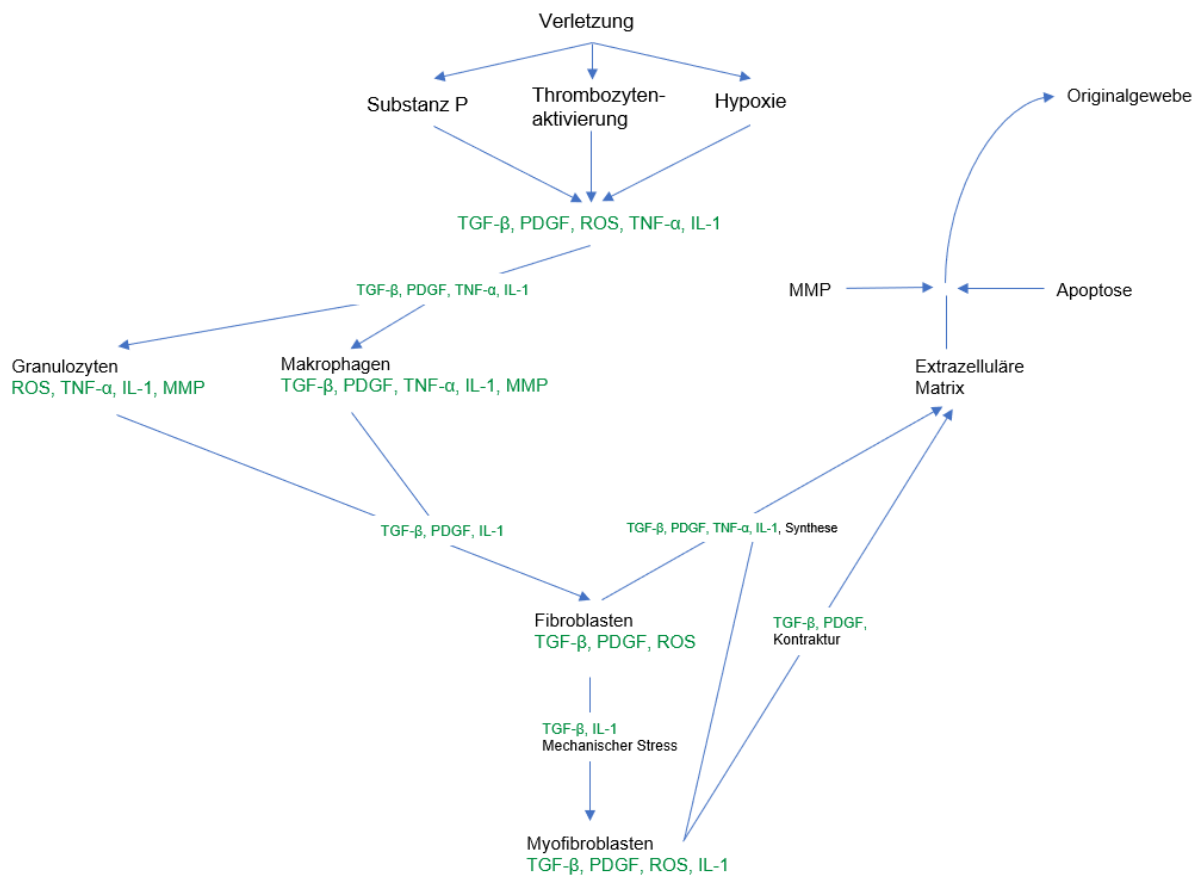 Verletzung
Substanz P
Thrombozyten-
aktivierung
Hypoxie
Originalgewebe
TGF-β, PDGF, ROS, TNF-α, IL-1
TGF-β, PDGF, TNF-α, IL-1
MMP
Apoptose
Granulozyten
ROS, TNF-α, IL-1, MMP
Makrophagen
TGF-β, PDGF, TNF-α, IL-1, MMP
Extrazelluläre
Matrix
TGF-β, PDGF, IL-1
TGF-β, PDGF, TNF-α, IL-1, Synthese
Fibroblasten
TGF-β, PDGF, ROS
TGF-β, PDGF,
Kontraktur
TGF-β, IL-1
Mechanischer Stress
Myofibroblasten
TGF-β, PDGF, ROS, IL-1